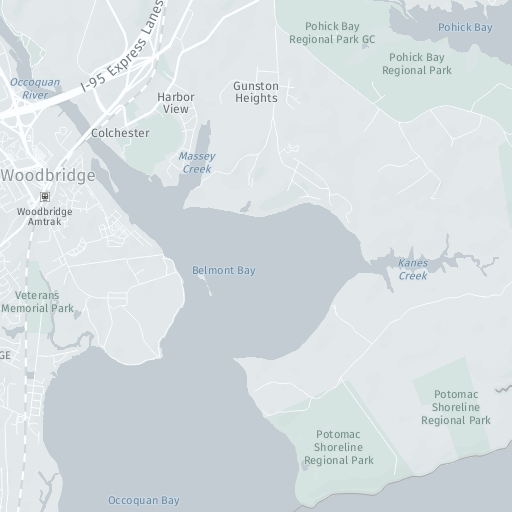 Pohick Bay
Regional Park GC
Pohick Bay
Pohick Bay
Regional Park
I-95 Express Lanes
Occoquan
River
Gunston
Heights
Harbor
View
Colchester
Massey
Creek
Woodbridge
Woodbridge
Amtrak
Belmont Bay
Kanes
Creek
Veterans
Memorial Park
GE
Potomac
Shoreline
Regional Park
Potomac
Shoreline
Regional Park
Occoquan Bay